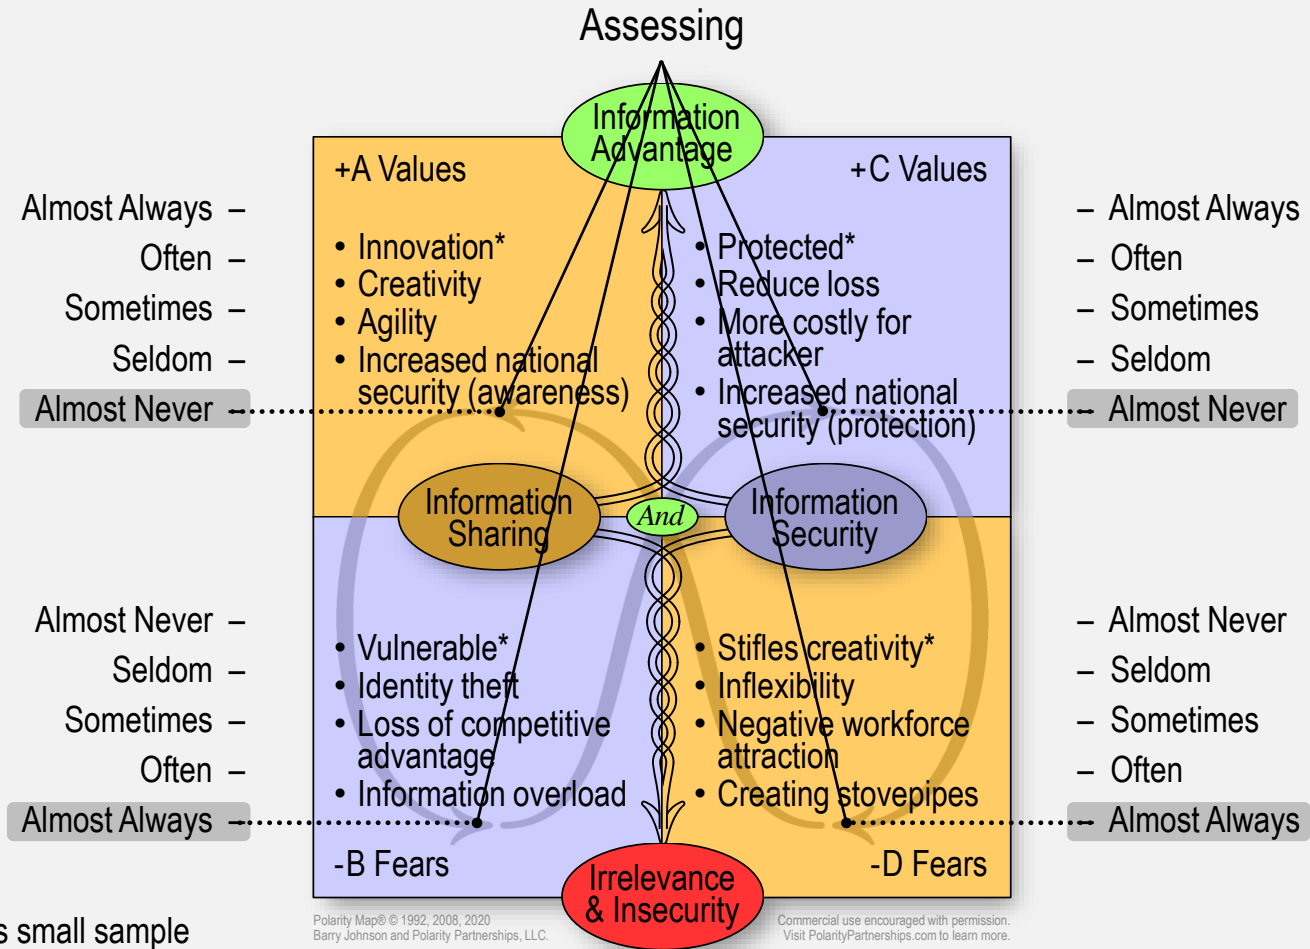 Assessing
Information
Advantage
+A Values
+C Values
Almost Always –
Often –
Sometimes –
Seldom –
Almost Never –
• Innovation*
• Creativity
• Agility
• Increased national
security (awareness)
• Protected*
• Reduce loss
• More costly for
attacker
• Increased national
security (protection)
– Almost Always
– Often
– Sometimes
– Seldom
– Almost Never
Information
Sharing
And
Information
Security
Almost Never –
Seldom –
Sometimes –
Often –
Almost Always –
• Vulnerable*
• Identity theft
• Loss of competitive
advantage
• Information overload
• Stifles creativity*
• Inflexibility
• Negative workforce
attraction
• Creating stovepipes
– Almost Never
– Seldom
– Sometimes
– Often
– Almost Always
-B Fears
-D Fears
Irrelevance
& Insecurity
s small sample
Polarity Map® © 1992, 2008, 2020
Barry Johnson and Polarity Partnerships, LLC.
Commercial use encouraged with permission.
Visit PolarityPartnerships.com to learn more.